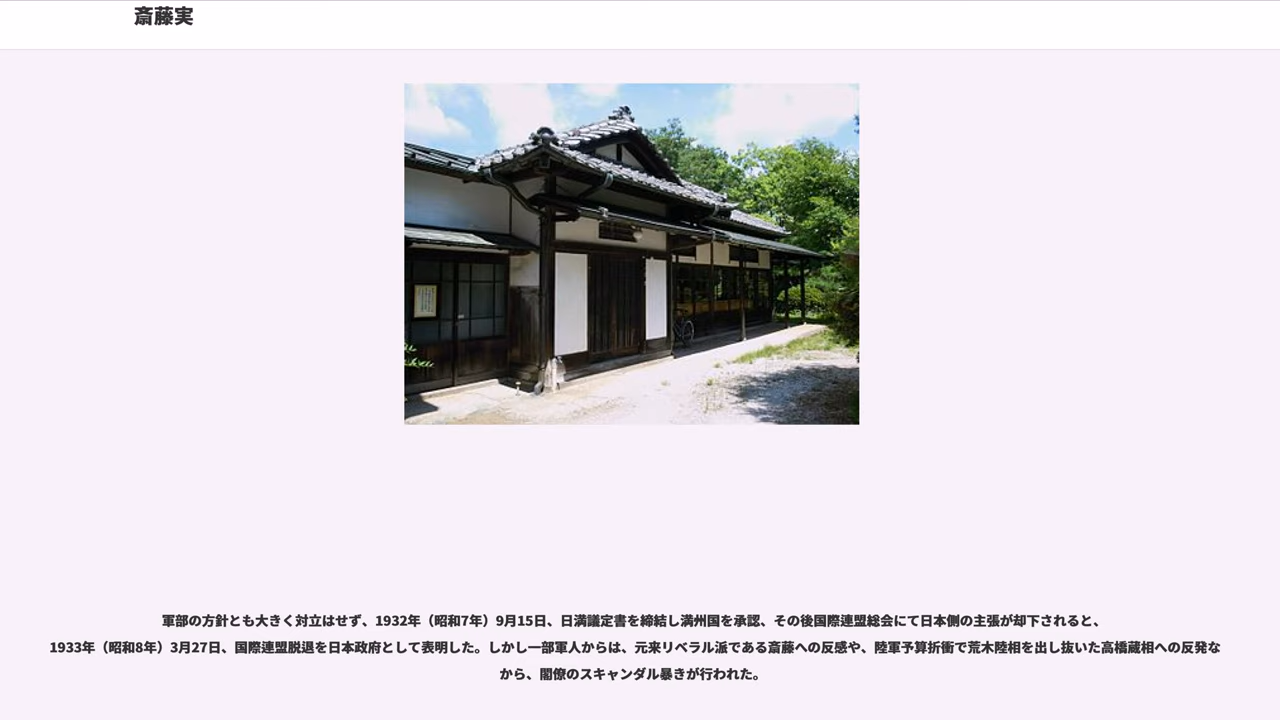 斎藤実
軍部の方針とも大きく対立はせず、1932年（昭和7年）9月15日、日満議定書を締結し満州国を承認、その後国際連盟総会にて日本側の主張が却下されると、
1933年（昭和8年）3月27日、国際連盟脱退を日本政府として表明した。しかし一部軍人からは、元来リベラル派である斎藤への反感や、陸軍予算折衝で荒木陸相を出し抜いた高橋蔵相への反発な
から、閣僚のスキャンダル暴きが行われた。